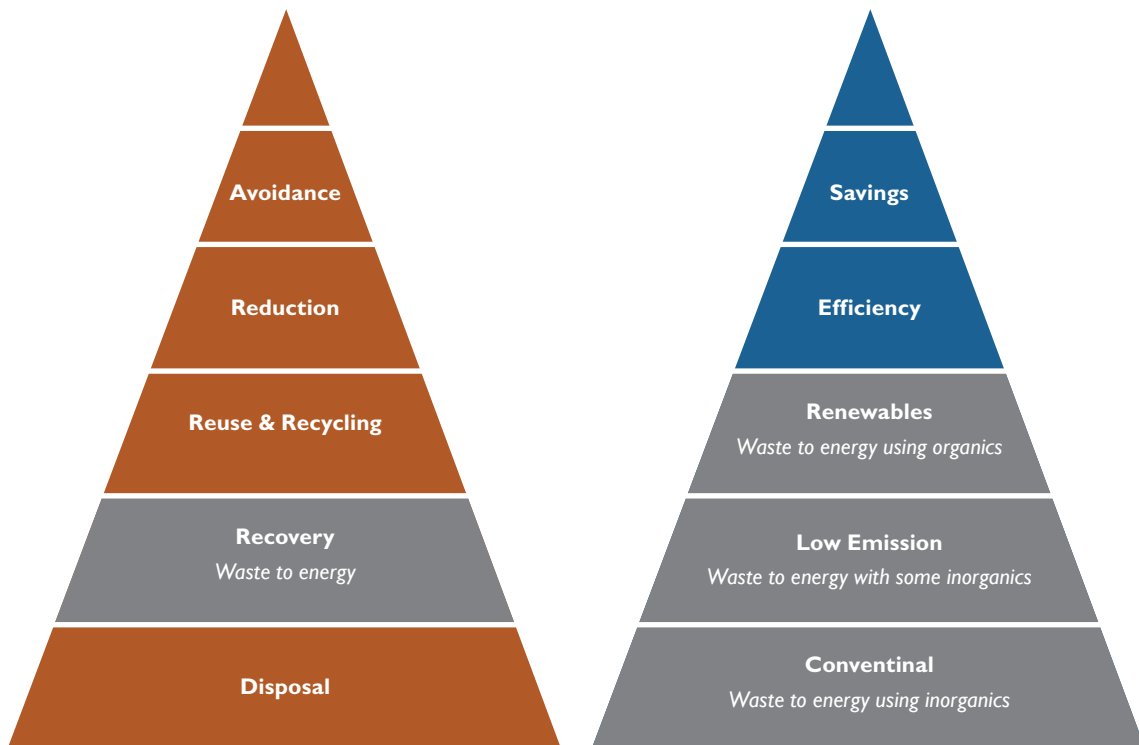 Avoidance
Reduction
Reuse & Recycling
Recovery
Waste to energy
Disposal
Savings
Efficiency
Renewables
Waste to energy using organics
Low Emission
Waste to energy with some inorganics
Conventinal
Waste to energy using inorganics